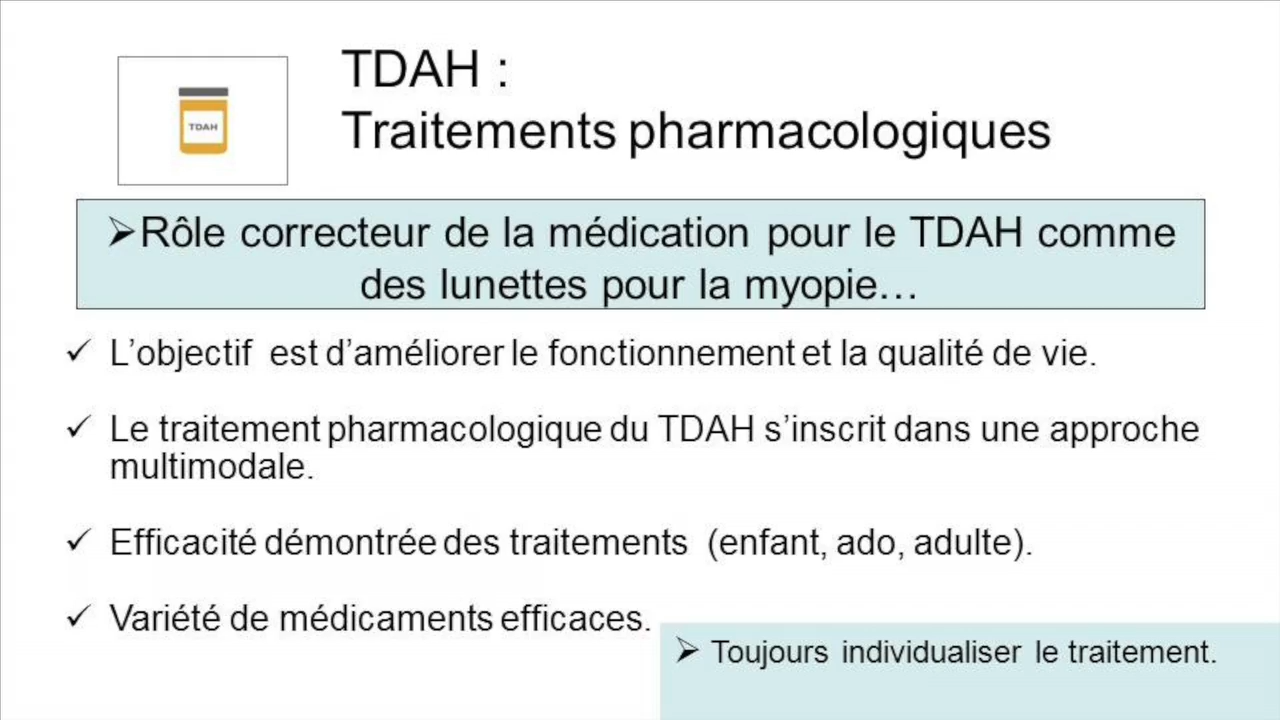 TDAH
TDAH :
Traitements pharmacologiques
➢Rôle correcteur de la médication pour le TDAH comme
des lunettes pour la myopie…
✓ L’objectif est d’améliorer le fonctionnement et la qualité de vie.
✓ Le traitement pharmacologique du TDAH s’inscrit dans une approche
multimodale.
✓ Efficacité démontrée des traitements (enfant, ado, adulte).
✓ Variété de médicaments efficaces.
➢ Toujours individualiser le traitement.